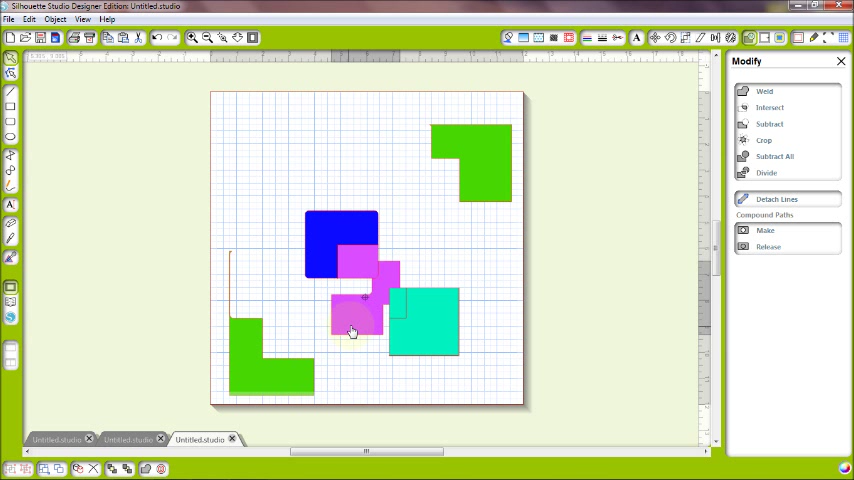 Silhouette Studio Designer Edition: Untitled.studio
File Edit Object View Help
Modify
Weld
Intersect
Subtract
Crop
Subtract All
Divide
Detach Lines
Compound Paths
Make
Release
Untitled.studio Untitled.studio Untitled.studio